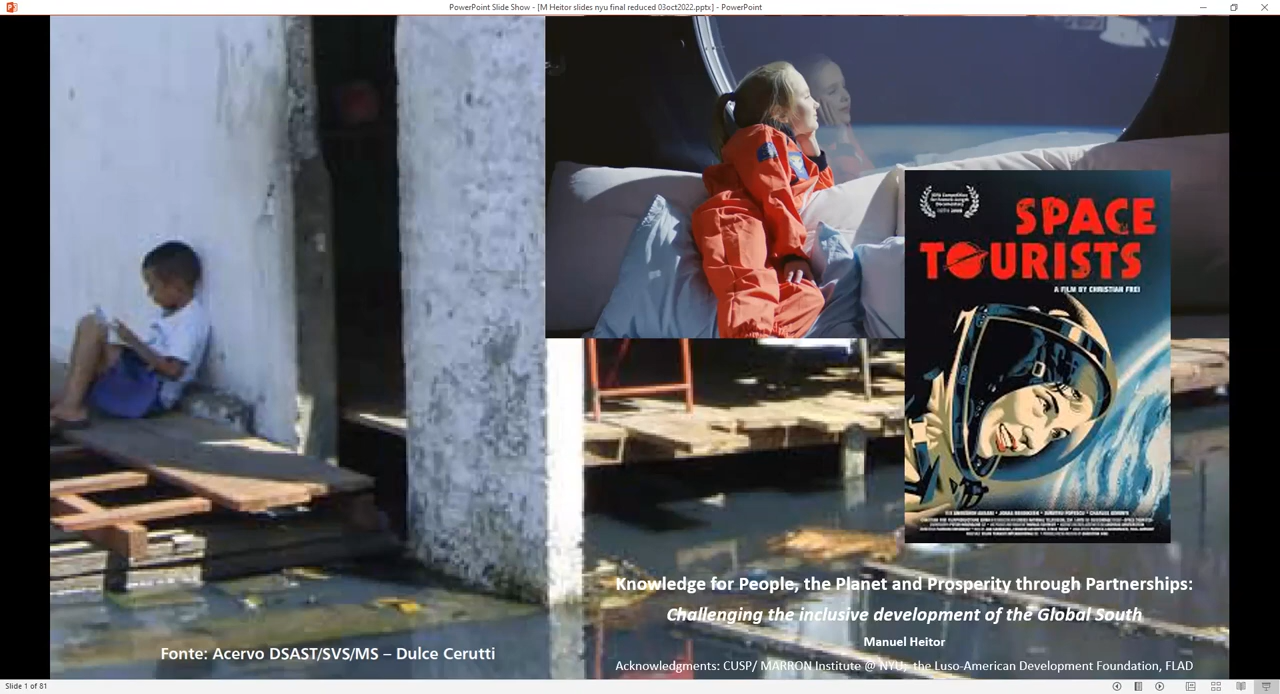 PowerPoint Slide Show - [M Heitor slides nyu final reduced 03oct2022.pptx] - PowerPoint
SPACE
TOURISTS
A FILM BY CHRISTIAN FREI
Knowledge for People, the Planet and Prosperity through Partnerships:
Challenging the inclusive development of the Global South
Manuel Heitor
Fonte: Acervo DSAST/SVS/MS – Dulce Cerutti
Acknowledgments: CUSP/ MARRON Institute @ NYU, the Luso-American Development Foundation, FLAD
Slide 1 of 81